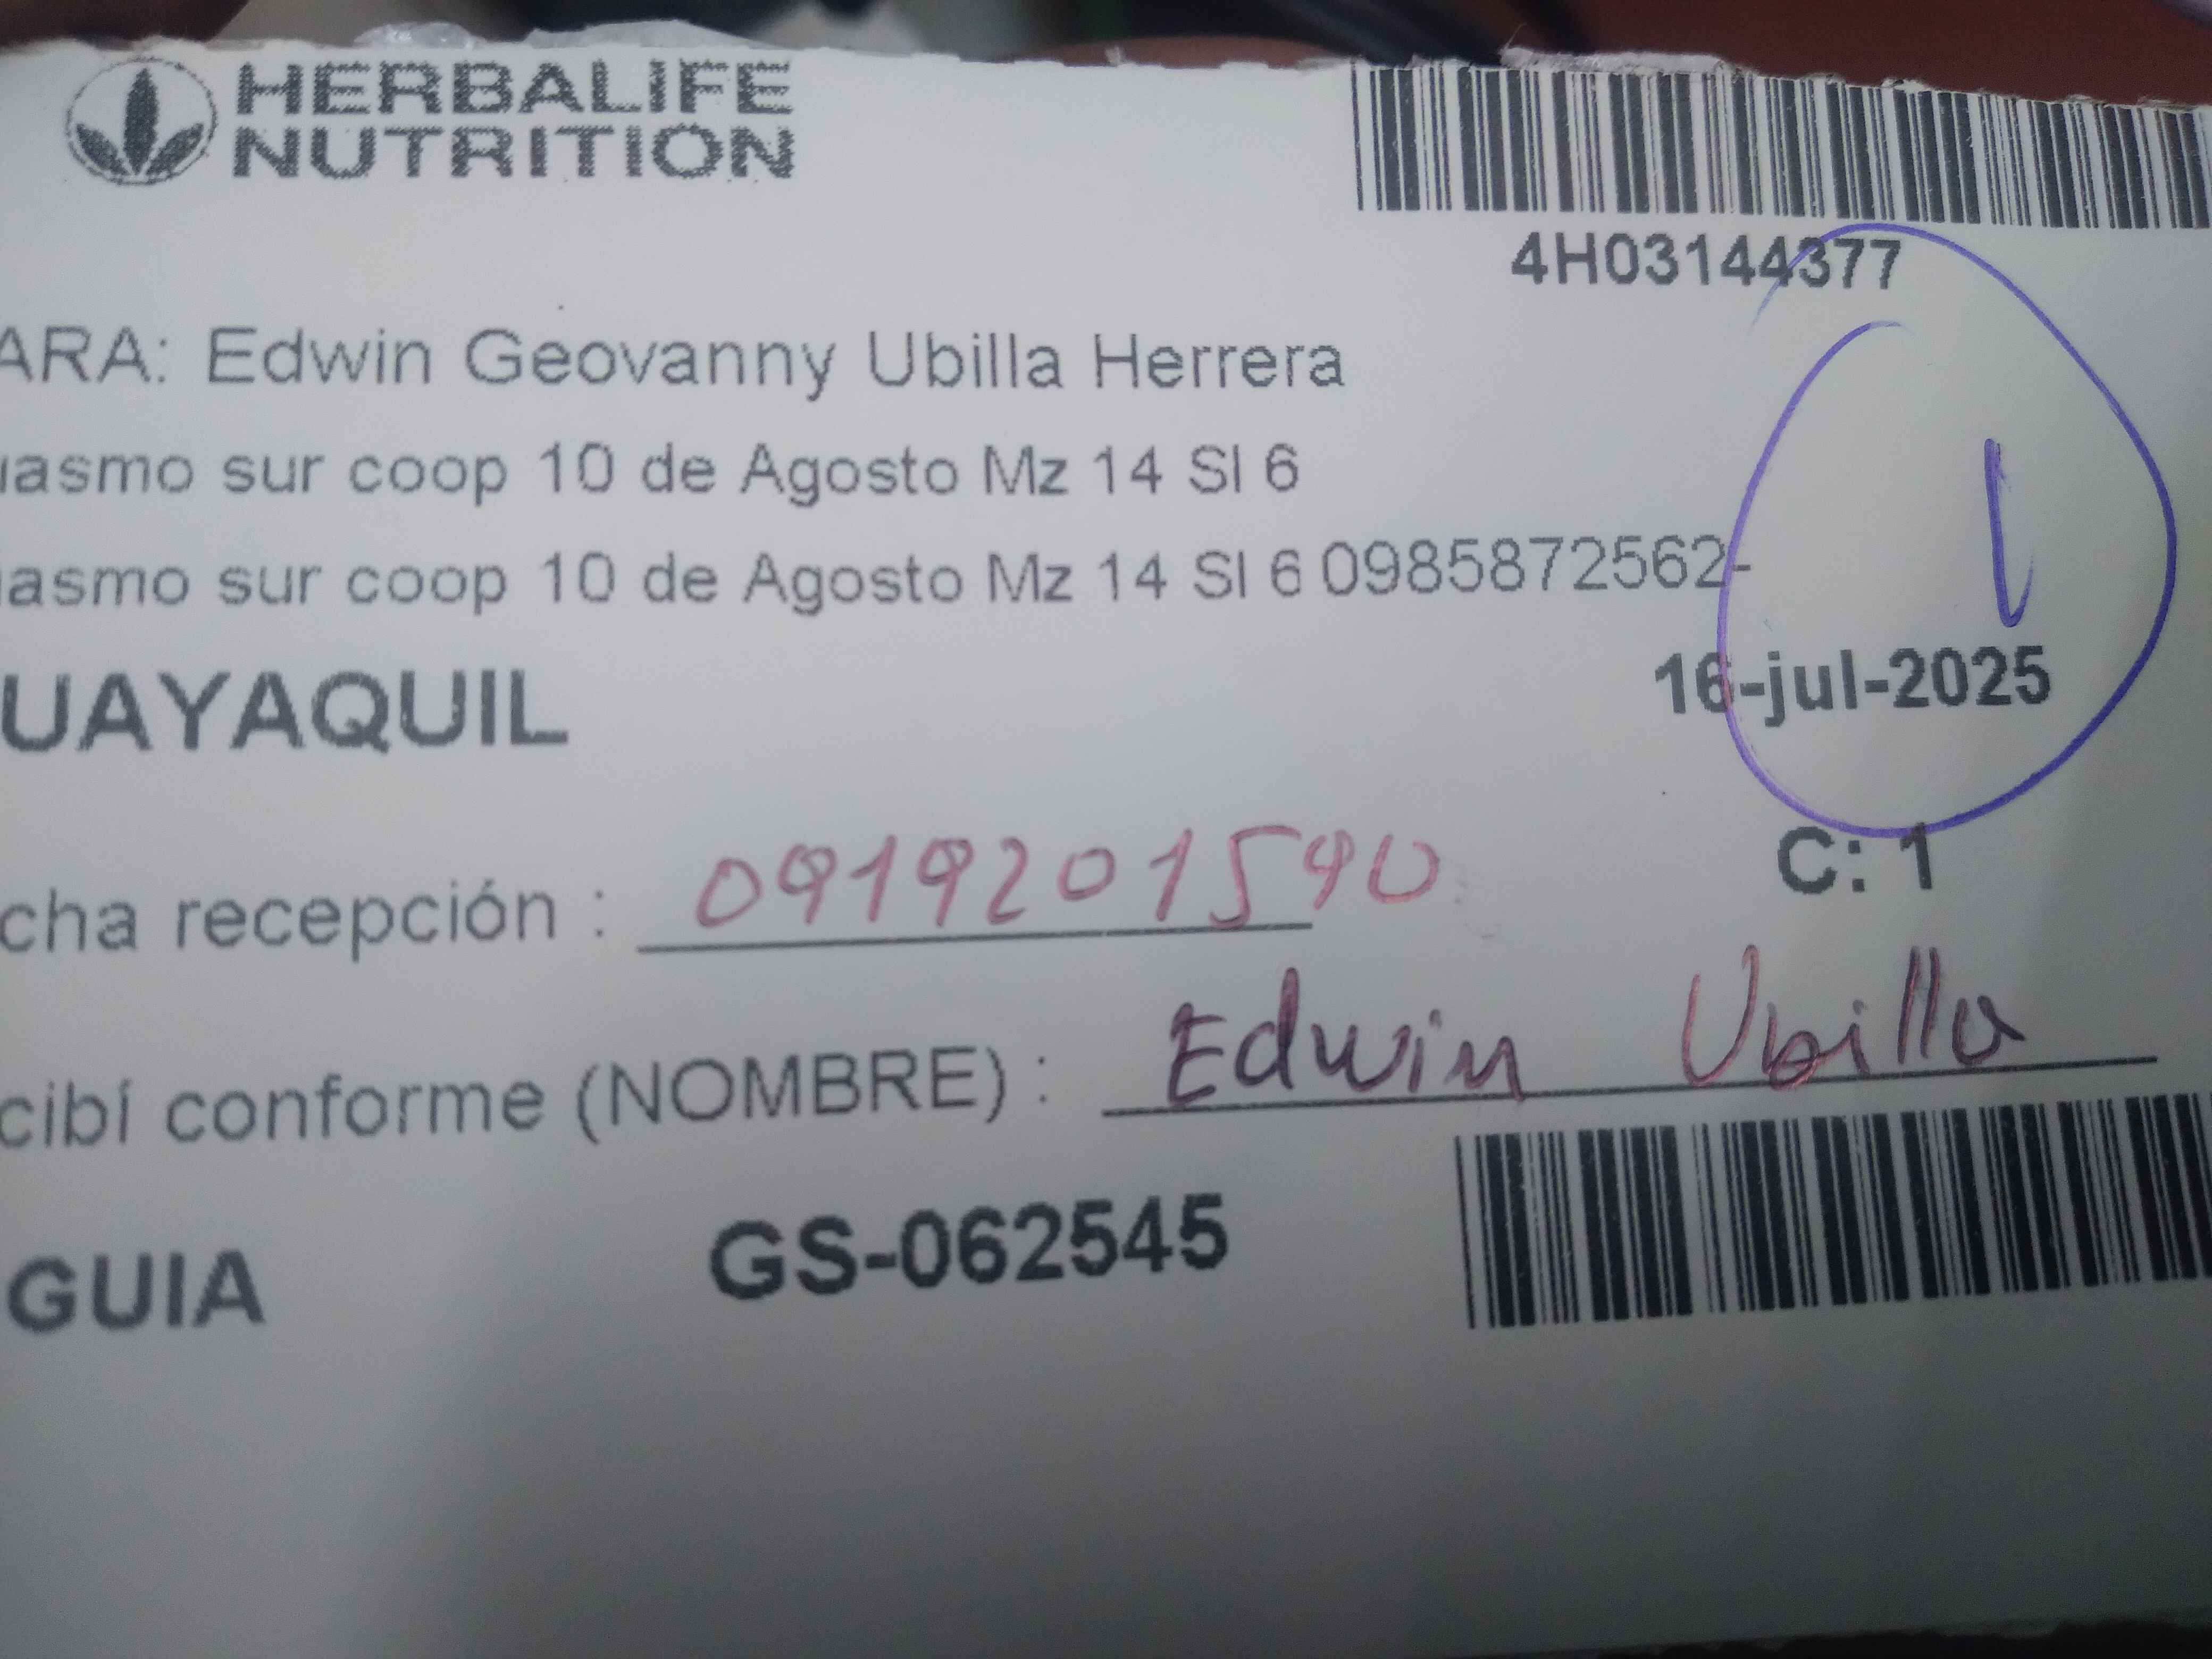 HERBALIFE
NUTRITION
4H03144377
ARA: Edwin Geovanny Ubilla Herrera
uasmo sur coop 10 de Agosto Mz 14 Sl 6
uasmo sur coop 10 de Agosto Mz 14 Sl 6 0985872562-
1
16-jul-2025
UAYAQUIL
C: 1
cha recepción : 0919201590
cibí conforme (NOMBRE) : Edwin Ubilla
GUIA GS-062545